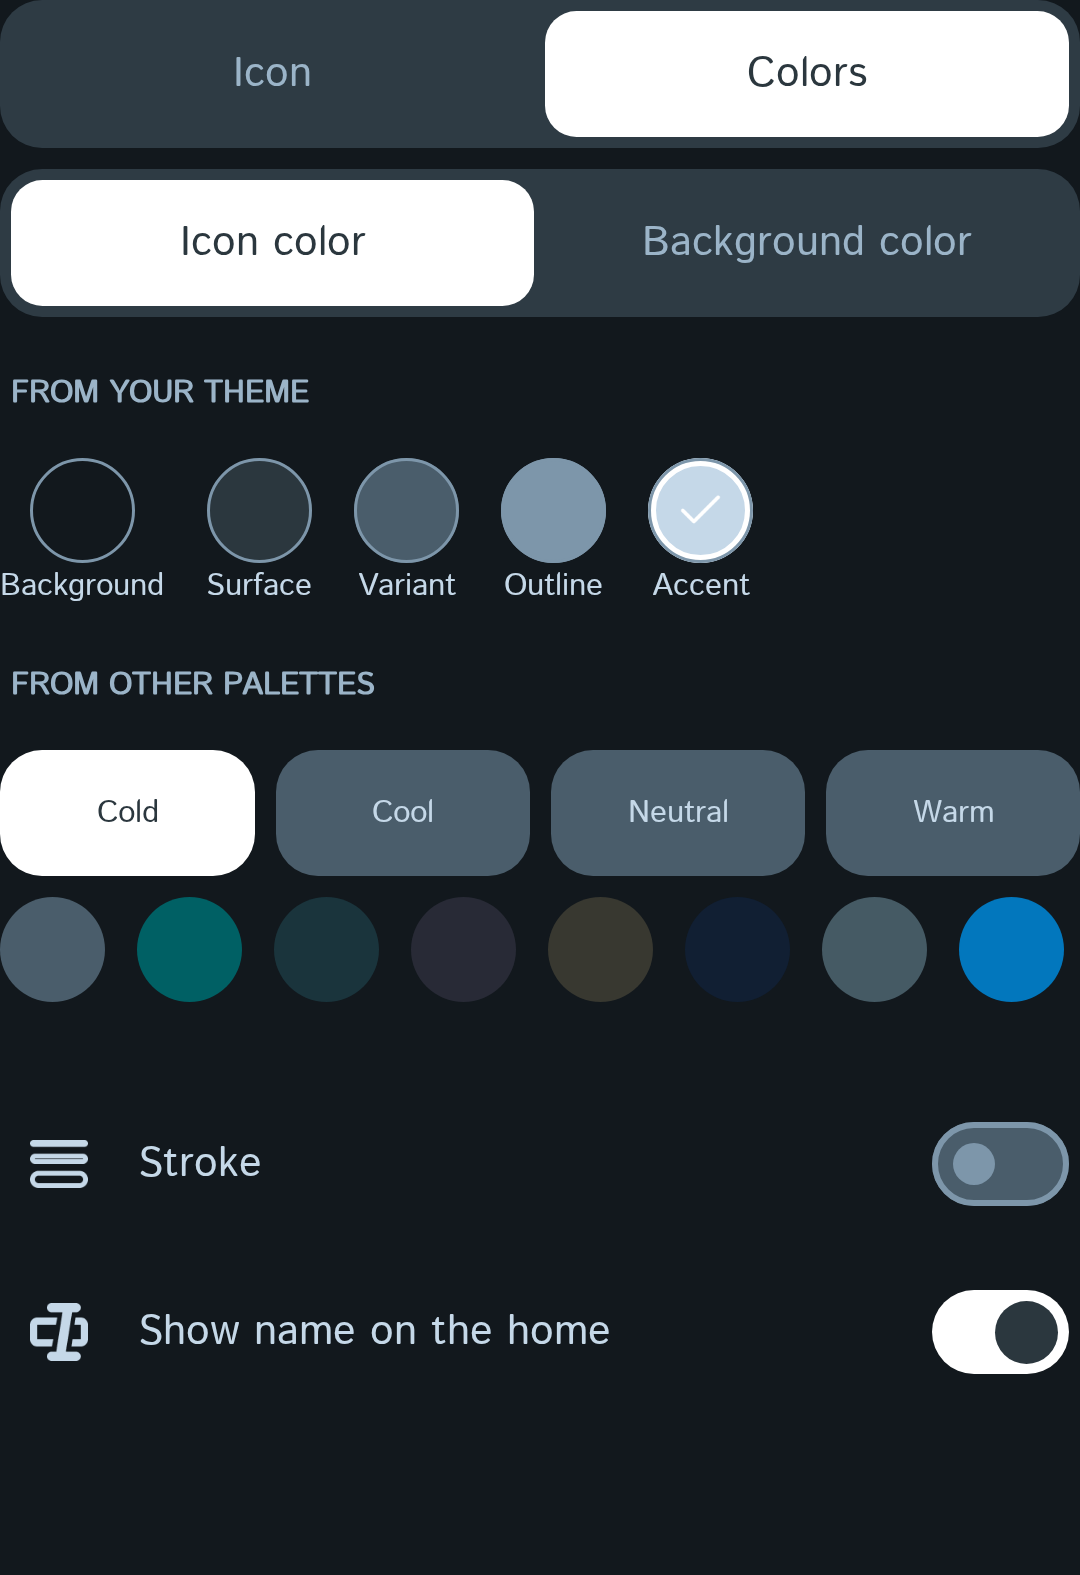 Icon Colors
Icon color Background color
FROM YOUR THEME
Background Surface Variant Outline Accent
FROM OTHER PALETTES
Cold Cool Neutral Warm
Stroke
Show name on the home